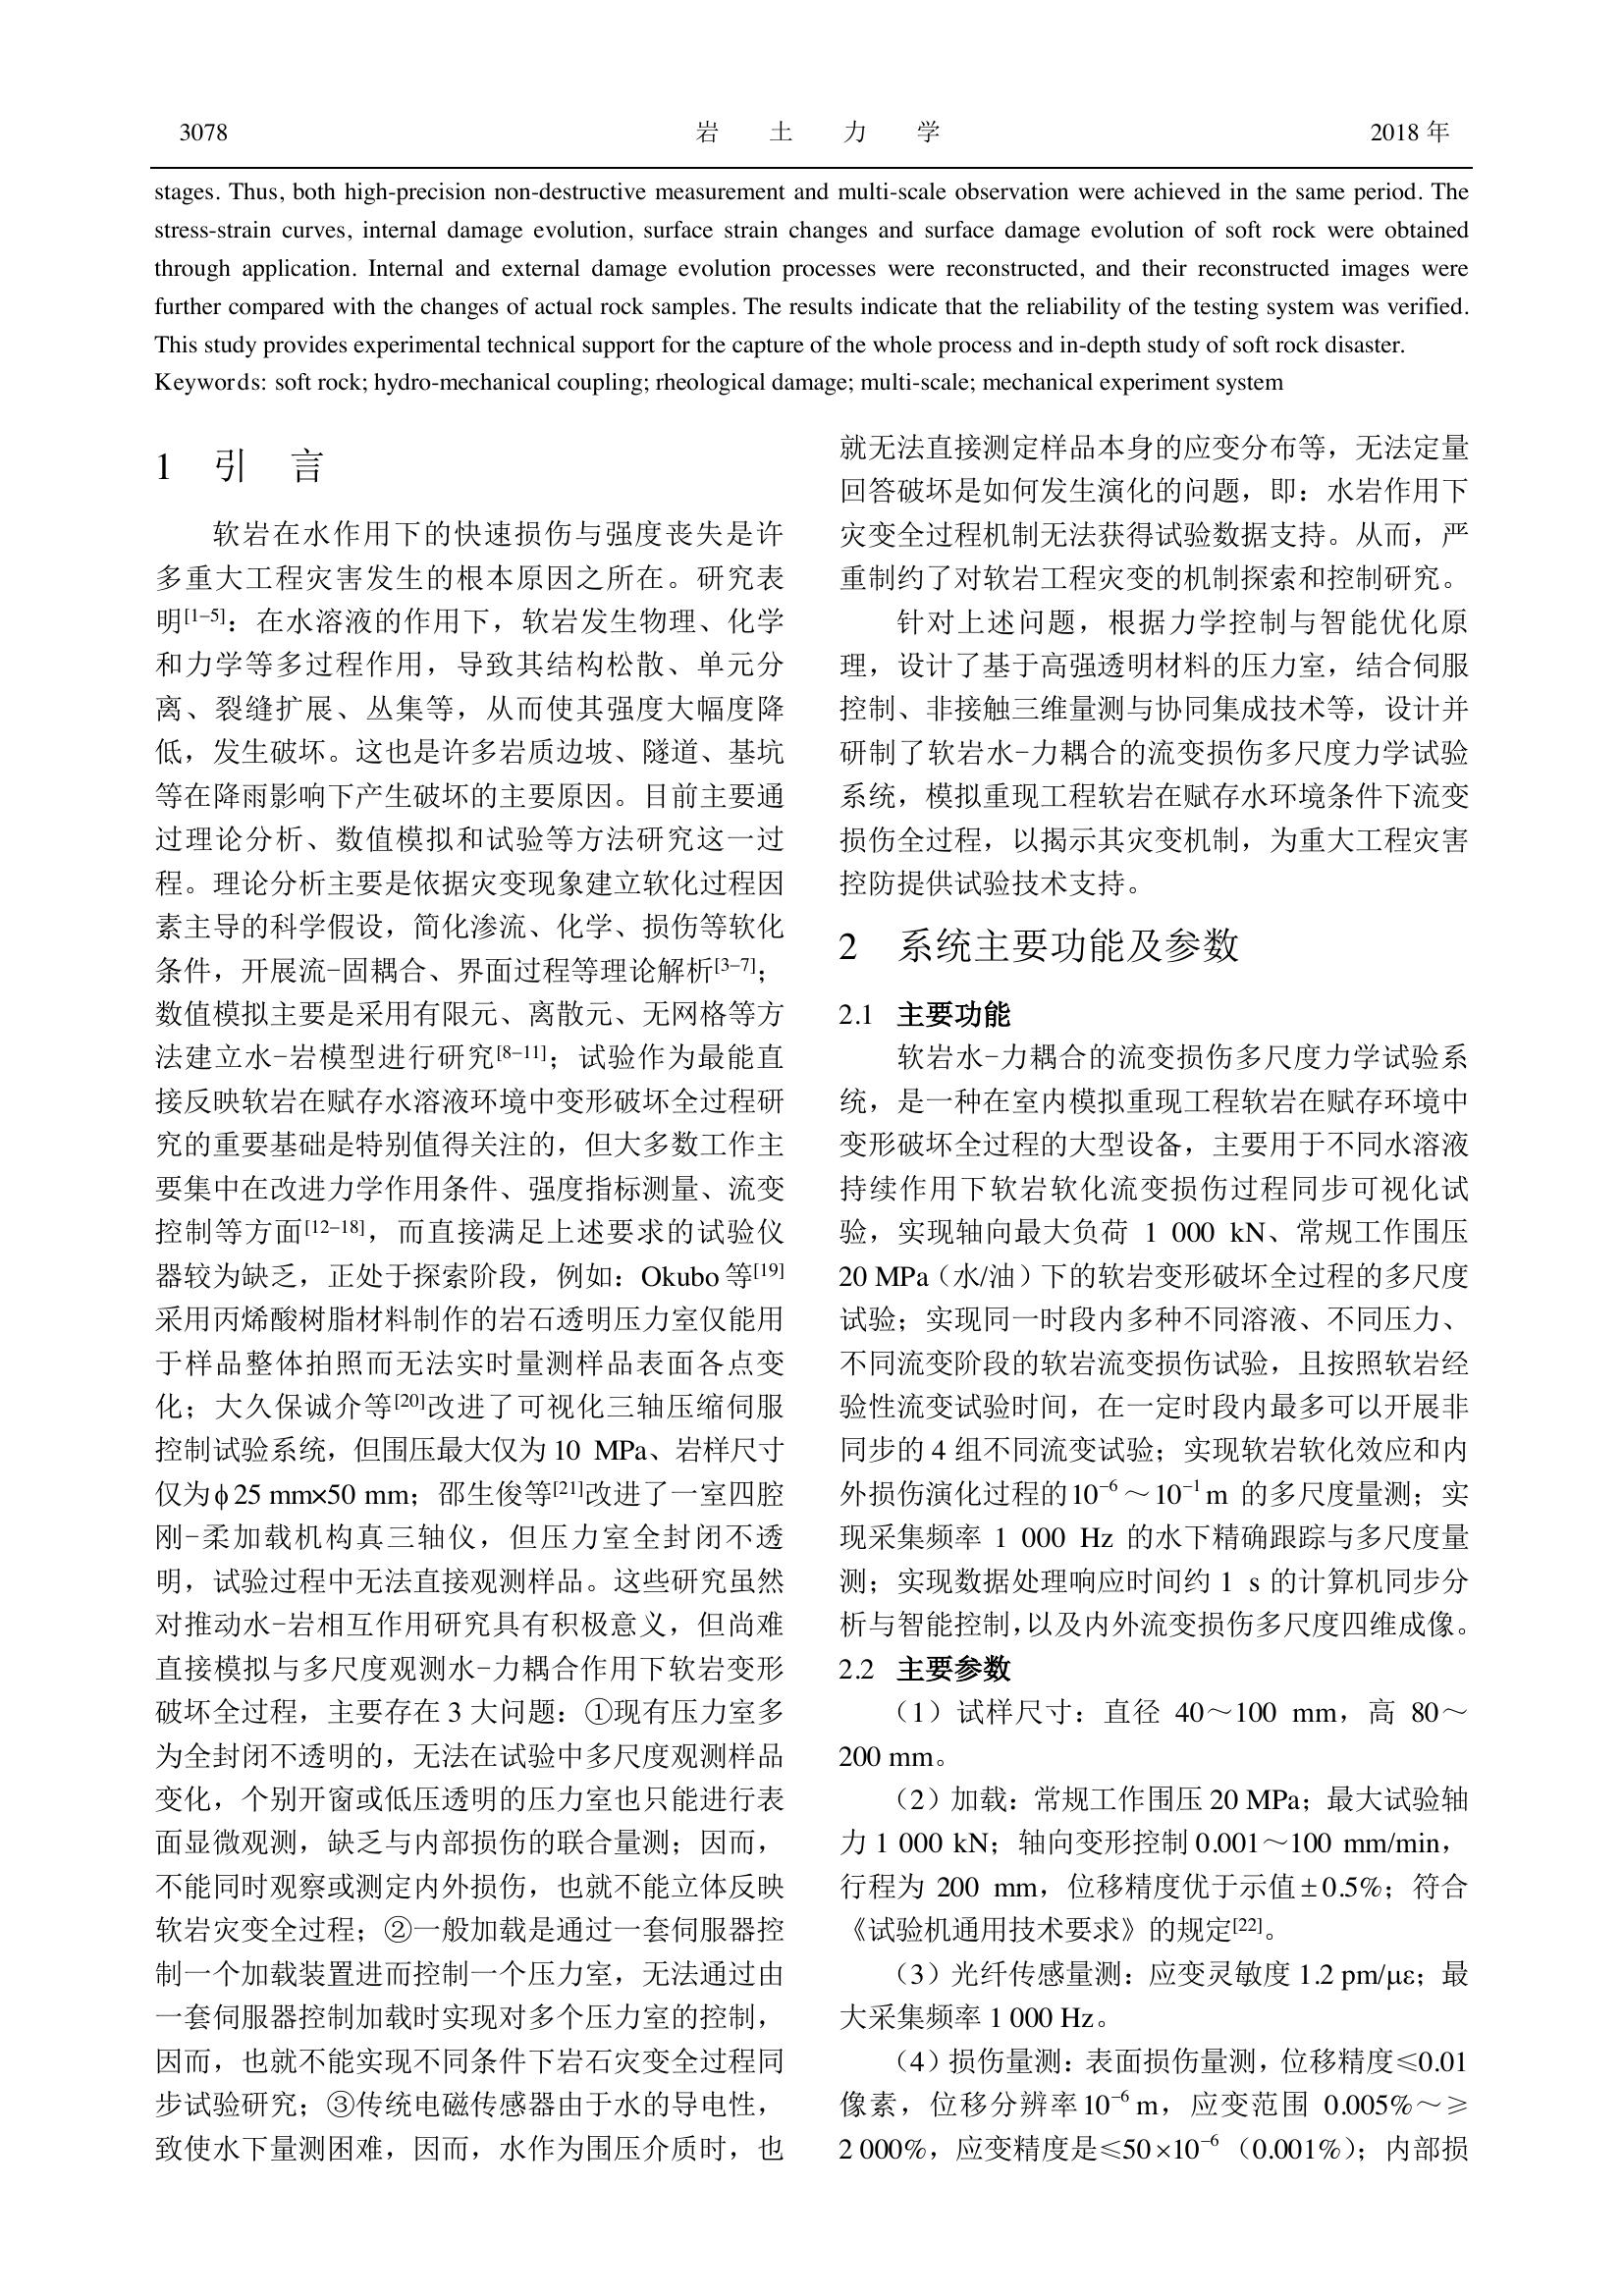 3078 岩 土 力 学 2018 年
stages. Thus, both high-precision non-destructive measurement and multi-scale observation were achieved in the same period. The
stress-strain curves, internal damage evolution, surface strain changes and surface damage evolution of soft rock were obtained
through application. Internal and external damage evolution processes were reconstructed, and their reconstructed images were
further compared with the changes of actual rock samples. The results indicate that the reliability of the testing system was verified.
This study provides experimental technical support for the capture of the whole process and in-depth study of soft rock disaster.
Keywords: soft rock; hydro-mechanical coupling; rheological damage; multi-scale; mechanical experiment system
1 引 言
软岩在水作用下的快速损伤与强度丧失是许
多重大工程灾害发生的根本原因之所在。研究表
明[1-5]：在水溶液的作用下，软岩发生物理、化学
和力学等多过程作用，导致其结构松散、单元分
离、裂缝扩展、丛集等，从而使其强度大幅度降
低，发生破坏。这也是许多岩质边坡、隧道、基坑
等在降雨影响下产生破坏的主要原因。目前主要通
过理论分析、数值模拟和试验等方法研究这一过
程。理论分析主要是依据灾变现象建立软化过程因
素主导的科学假设，简化渗流、化学、损伤等软化
条件，开展流-固耦合、界面过程等理论解析[3-7]；
数值模拟主要是采用有限元、离散元、无网格等方
法建立水-岩模型进行研究[8-11]；试验作为最能直
接反映软岩在赋存水溶液环境中变形破坏全过程研
究的重要基础是特别值得关注的，但大多数工作主
要集中在改进力学作用条件、强度指标测量、流变
控制等方面[12-18]，而直接满足上述要求的试验仪
器较为缺乏，正处于探索阶段，例如：Okubo 等[19]
采用丙烯酸树脂材料制作的岩石透明压力室仅能用
于样品整体拍照而无法实时量测样品表面各点变
化；大久保诚介等[20]改进了可视化三轴压缩伺服
控制试验系统，但围压最大仅为 10 MPa、岩样尺寸
仅为ϕ25 mm×50 mm；邵生俊等[21]改进了一室四腔
刚-柔加载机构真三轴仪，但压力室全封闭不透
明，试验过程中无法直接观测样品。这些研究虽然
对推动水-岩相互作用研究具有积极意义，但尚难
直接模拟与多尺度观测水-力耦合作用下软岩变形
破坏全过程，主要存在 3 大问题：①现有压力室多
为全封闭不透明的，无法在试验中多尺度观测样品
变化，个别开窗或低压透明的压力室也只能进行表
面显微观测，缺乏与内部损伤的联合量测；因而，
不能同时观察或测定内外损伤，也就不能立体反映
软岩灾变全过程；②一般加载是通过一套伺服器控
制一个加载装置进而控制一个压力室，无法通过由
一套伺服器控制加载时实现对多个压力室的控制，
因而，也就不能实现不同条件下岩石灾变全过程同
步试验研究；③传统电磁传感器由于水的导电性，
致使水下量测困难，因而，水作为围压介质时，也
就无法直接测定样品本身的应变分布等，无法定量
回答破坏是如何发生演化的问题，即：水岩作用下
灾变全过程机制无法获得试验数据支持。从而，严
重制约了对软岩工程灾变的机制探索和控制研究。
针对上述问题，根据力学控制与智能优化原
理，设计了基于高强透明材料的压力室，结合伺服
控制、非接触三维量测与协同集成技术等，设计并
研制了软岩水-力耦合的流变损伤多尺度力学试验
系统，模拟重现工程软岩在赋存水环境条件下流变
损伤全过程，以揭示其灾变机制，为重大工程灾害
控防提供试验技术支持。
2 系统主要功能及参数
2.1 主要功能
软岩水-力耦合的流变损伤多尺度力学试验系
统，是一种在室内模拟重现工程软岩在赋存环境中
变形破坏全过程的大型设备，主要用于不同水溶液
持续作用下软岩软化流变损伤过程同步可视化试
验，实现轴向最大负荷 1 000 kN、常规工作围压
20 MPa（水/油）下的软岩变形破坏全过程的多尺度
试验；实现同一时段内多种不同溶液、不同压力、
不同流变阶段的软岩流变损伤试验，且按照软岩经
验性流变试验时间，在一定时段内最多可以开展非
同步的 4 组不同流变试验；实现软岩软化效应和内
外损伤演化过程的10⁻⁶～10⁻¹m 的多尺度量测；实
现采集频率 1 000 Hz 的水下精确跟踪与多尺度量
测；实现数据处理响应时间约 1 s 的计算机同步分
析与智能控制，以及内外流变损伤多尺度四维成像。
2.2 主要参数
（1）试样尺寸：直径 40～100 mm，高 80～
200 mm。
（2）加载：常规工作围压 20 MPa；最大试验轴
力 1 000 kN；轴向变形控制 0.001～100 mm/min，
行程为 200 mm，位移精度优于示值±0.5%；符合
《试验机通用技术要求》的规定[22]。
（3）光纤传感量测：应变灵敏度 1.2 pm/με；最
大采集频率 1 000 Hz。
（4）损伤量测：表面损伤量测，位移精度≤0.01
像素，位移分辨率10⁻⁶ m，应变范围 0.005%～≥
2 000%，应变精度是≤50×10⁻⁶（0.001%）；内部损